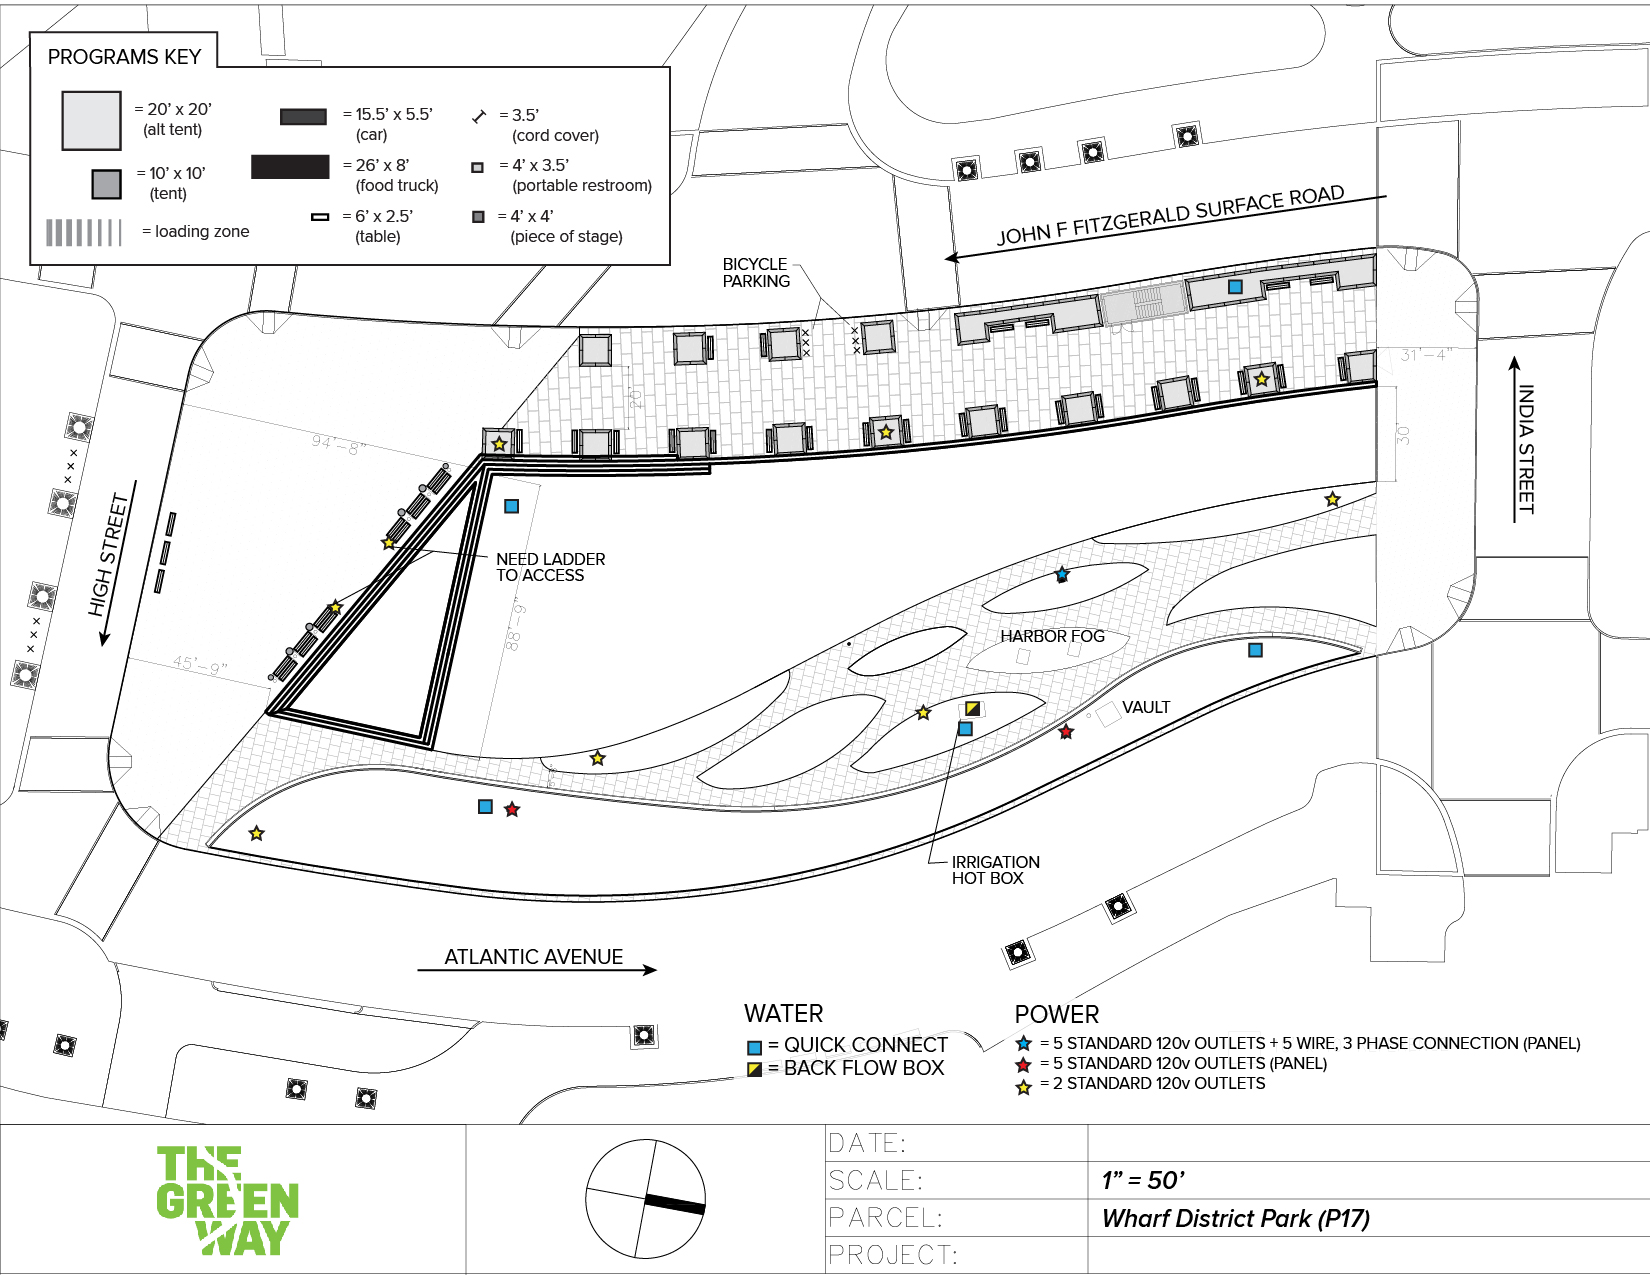 PROGRAMS KEY
= 20' x 20'
(alt tent)
= 10' x 10'
(tent)
= loading zone
= 15.5' x 5.5'
(car)
= 26' x 8'
(food truck)
= 6' x 2.5'
(table)
= 3.5'
(cord cover)
= 4' x 3.5'
(portable restroom)
= 4' x 4'
(piece of stage)
JOHN F FITZGERALD SURFACE ROAD
BICYCLE
PARKING
31'-4"
20'
30'
INDIA STREET
94'-8"
HIGH STREET
NEED LADDER
TO ACCESS
88'-9"
45'-9"
HARBOR FOG
VAULT
IRRIGATION
HOT BOX
ATLANTIC AVENUE
WATER
= QUICK CONNECT
= BACK FLOW BOX
POWER
= 5 STANDARD 120v OUTLETS + 5 WIRE, 3 PHASE CONNECTION (PANEL)
= 5 STANDARD 120v OUTLETS (PANEL)
= 2 STANDARD 120v OUTLETS
THE
GREEN
WAY
DATE:
SCALE: 1" = 50'
PARCEL: Wharf District Park (P17)
PROJECT: